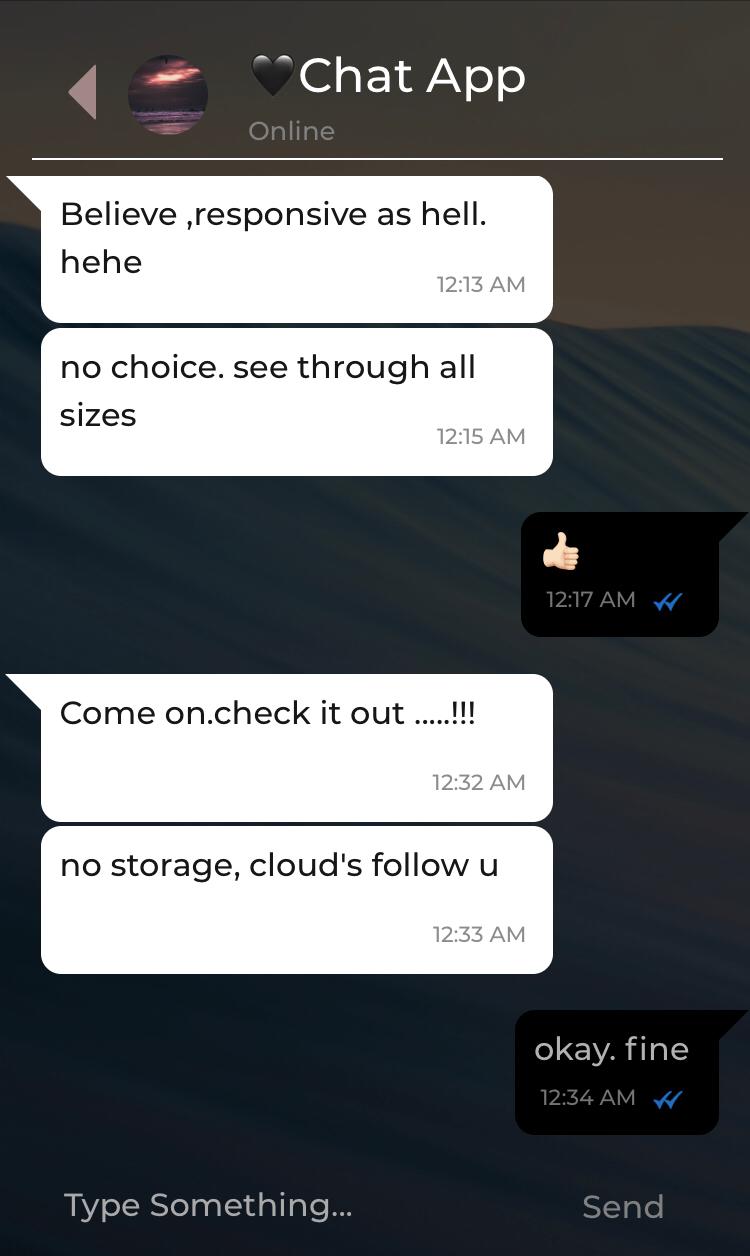 🖤Chat App
Online
Believe ,responsive as hell.
hehe
12:13 AM
no choice. see through all
sizes
12:15 AM
👍🏻
12:17 AM
Come on.check it out .....!!!
12:32 AM
no storage, cloud's follow u
12:33 AM
okay. fine
12:34 AM
Type Something...
Send